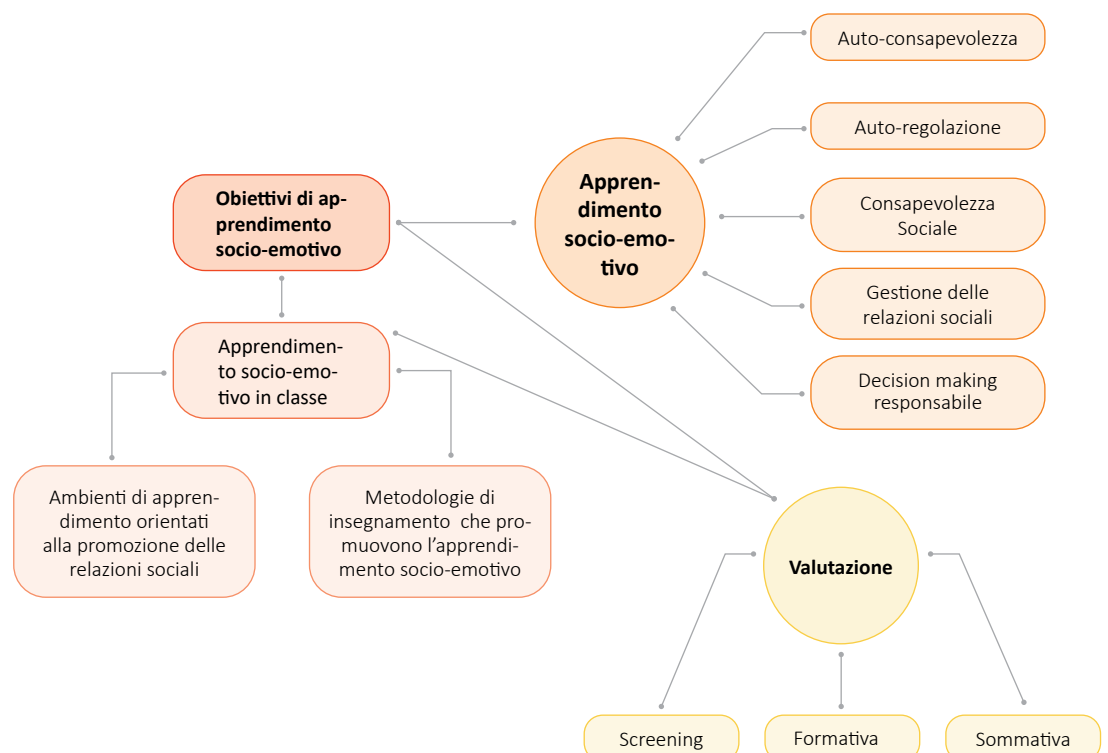 Auto-consapevolezza
Auto-regolazione
Appren-
dimento
socio-emo-
tivo
Obiettivi di ap-
prendimento
socio-emotivo
Consapevolezza
Sociale
Gestione delle
relazioni sociali
Apprendimen-
to socio-emo-
tivo in classe
Decision making
responsabile
Ambienti di appren-
dimento orientati
alla promozione delle
relazioni sociali
Metodologie di
insegnamento  che pro-
muovono l’apprendi-
mento socio-emotivo
Valutazione
Screening
Formativa
Sommativa